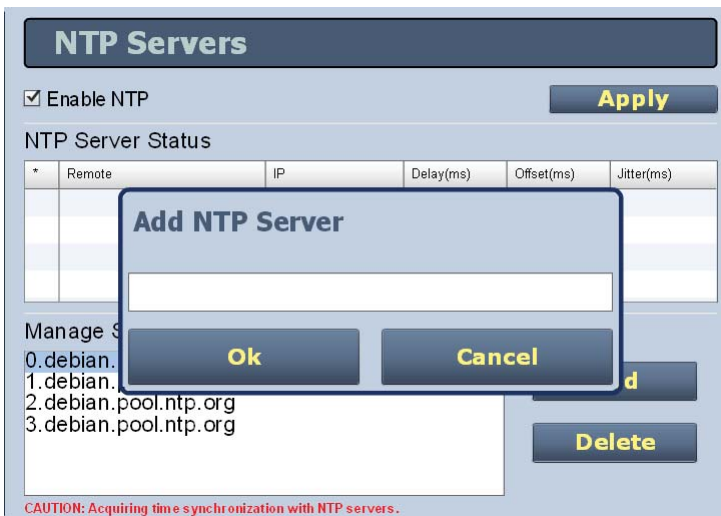 NTP Servers
Enable NTP
Apply
NTP Server Status
* Remote IP Delay(ms) Offset(ms) Jitter(ms)
Add NTP Server
Ok
Cancel
Manage
0.debian.
1.debian.
2.debian.pool.ntp.org
3.debian.pool.ntp.org
Delete
CAUTION: Acquiring time synchronization with NTP servers.